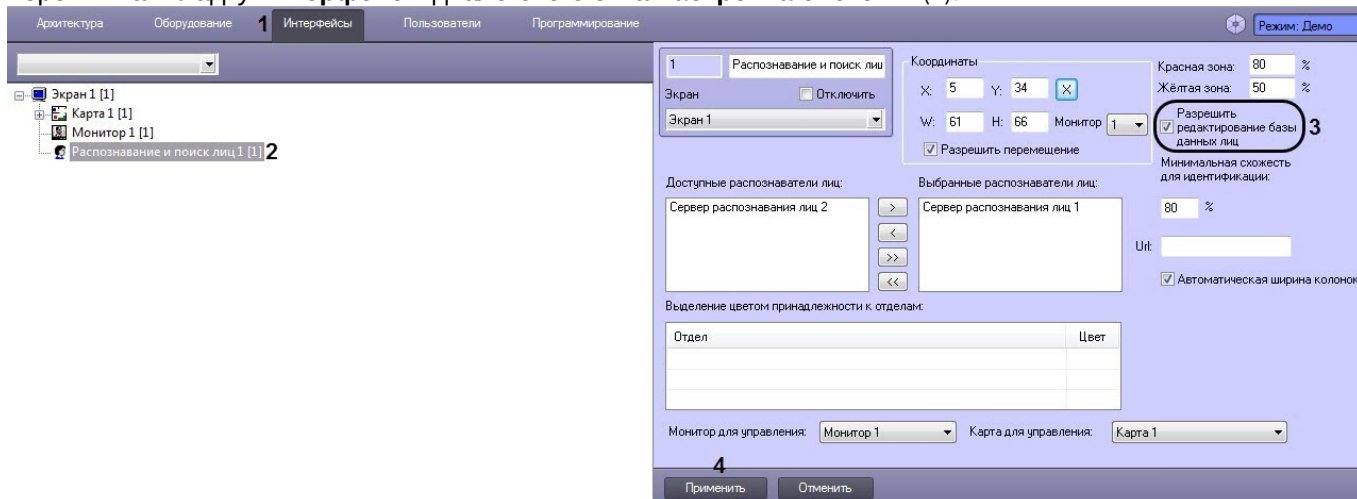 Архитектура Оборудование 1 Интерфейсы Пользователи Программирование Режим: Демо
Экран 1 [1]
Карта 1 [1]
Монитор 1 [1]
Распознавание и поиск лиц 1 [1] 2
1 Распознавание и поиск лиц
Экран Отключить
Экран 1
Координаты
X: 5 Y: 34 X
W: 61 H: 66 Монитор 1
Разрешить перемещение
Красная зона: 80 %
Жёлтая зона: 50 %
Разрешить
редактирование базы 3
данных лиц
Минимальная схожесть
для идентификации:
80 %
Url:
Автоматическая ширина колонок
Доступные распознаватели лиц: Выбранные распознаватели лиц:
Сервер распознавания лиц 2 > Сервер распознавания лиц 1
<
>>
<<
Выделение цветом принадлежности к отделам:
Отдел Цвет
Монитор для управления: Монитор 1 Карта для управления: Карта 1
4
Применить Отменить